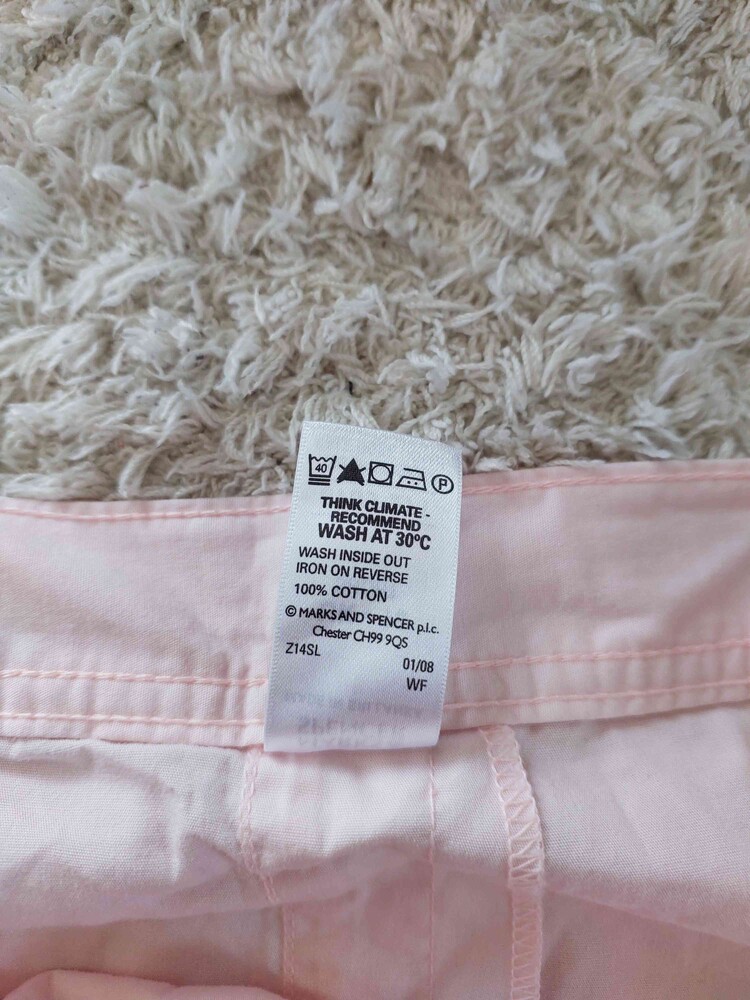 40 P
THINK CLIMATE -
RECOMMEND
WASH AT 30ºC
WASH INSIDE OUT
IRON ON REVERSE
100% COTTON
© MARKS AND SPENCER p.l.c.
Chester CH99 9QS
Z14SL 01/08
WF